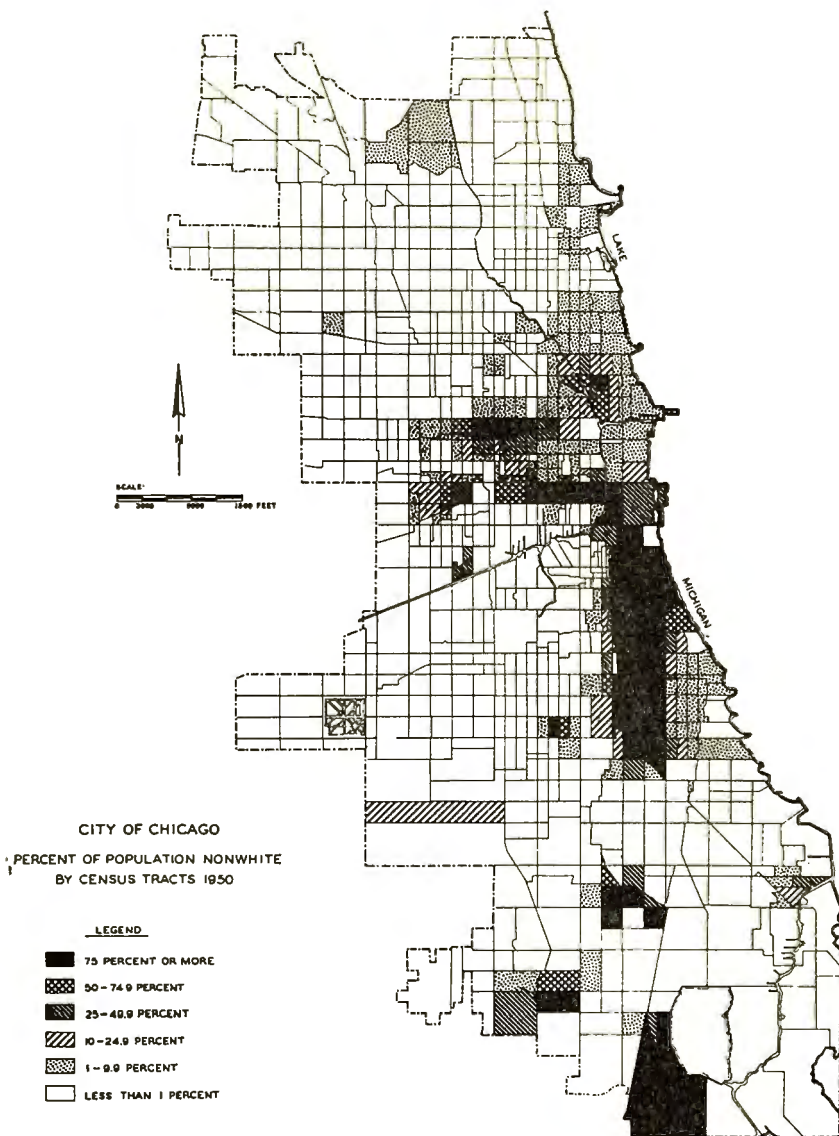 LAKE
MICHIGAN
N
SCALE:
0
CITY OF CHICAGO
PERCENT OF POPULATION NONWHITE
BY CENSUS TRACTS 1950
LEGEND
75 PERCENT OR MORE
50-74.9 PERCENT
25-49.9 PERCENT
10-24.9 PERCENT
1-9.9 PERCENT
LESS THAN 1 PERCENT